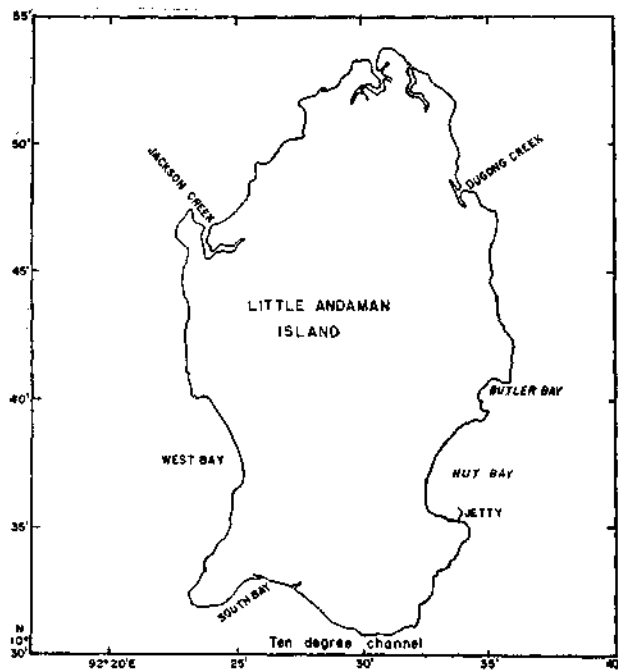 55'
50'
JACKSON CREEK
DUGONG CREEK
45'
LITTLE ANDAMAN
ISLAND
40'
BUTLER BAY
WEST BAY
HUT BAY
JETTY
35'
SOUTH BAY
N
10°
30'
Ten degree channel
92° 20'E
25'
30'
35'
40